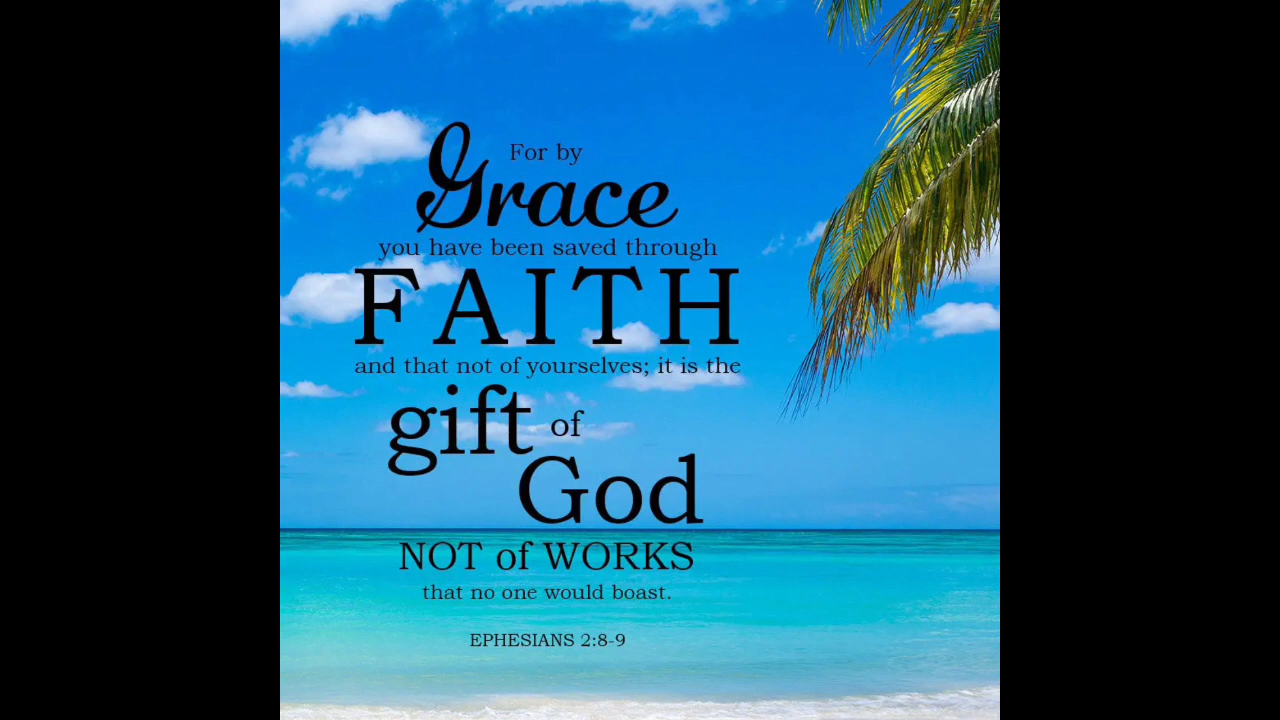 For by
Grace
you have been saved through
FAITH
and that not of yourselves; it is the
gift of
God
NOT of WORKS
that no one would boast.
EPHESIANS 2:8-9